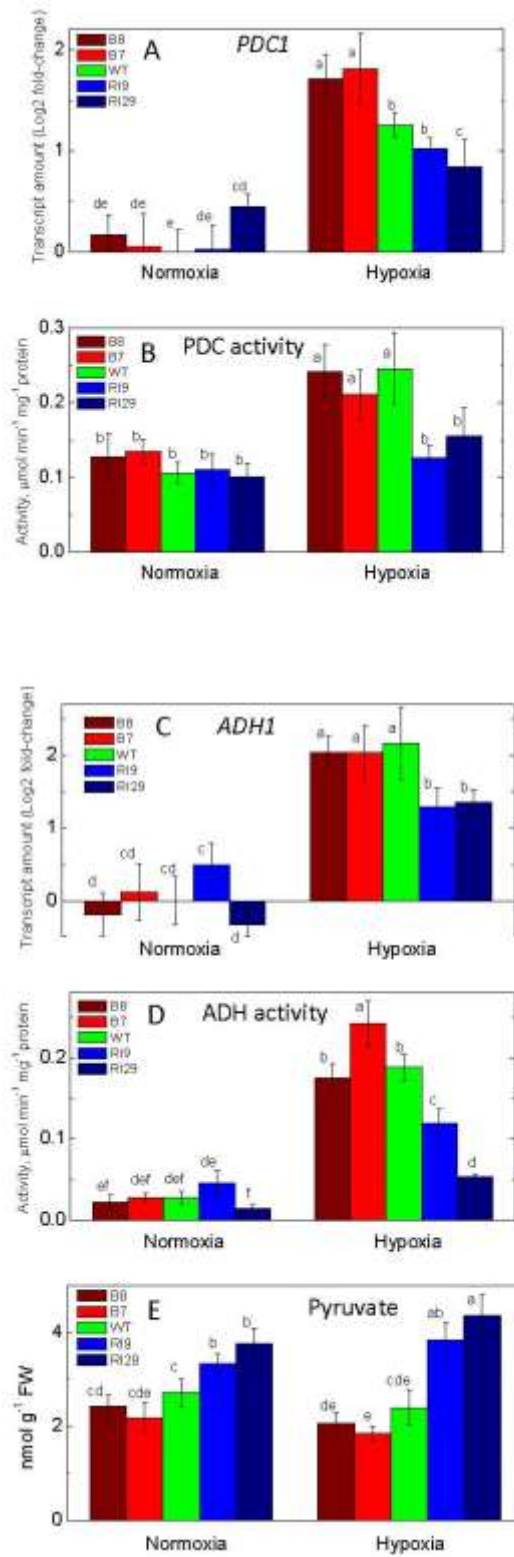 A PDC1
B8
B7
WT
RI9
RI29
Transcript amount (Log2 fold-change)
2
1
0
de de e de cd
a a b b c
Normoxia Hypoxia
B PDC activity
B8
B7
WT
RI9
RI29
Activity, µmol min⁻¹ mg⁻¹ protein
0.3
0.2
0.1
0.0
b b b b b
a a a b b
Normoxia Hypoxia
C ADH1
B8
B7
WT
RI9
RI29
Transcript amount (Log2 fold-change)
2
1
0
d cd cd c d
a a a b b
Normoxia Hypoxia
D ADH activity
B8
B7
WT
RI9
RI29
Activity, µmol min⁻¹ mg⁻¹ protein
0.2
0.1
0.0
ef def def de f
b a b c d
Normoxia Hypoxia
E Pyruvate
B8
B7
WT
RI9
RI29
nmol g⁻¹ FW
4
2
0
cd cde c b b
de e cde ab a
Normoxia Hypoxia